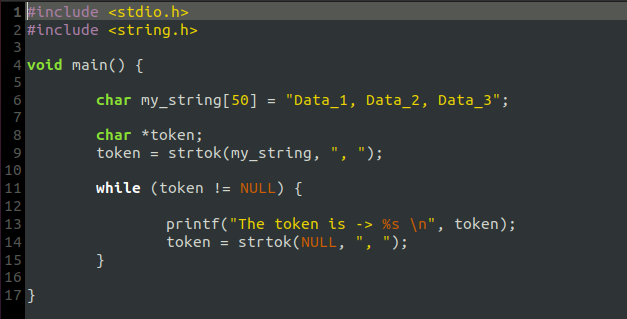 1 #include <stdio.h>
2 #include <string.h>
3
4 void main() {
5
6 char my_string[50] = "Data_1, Data_2, Data_3";
7
8 char *token;
9 token = strtok(my_string, ", ");
10
11 while (token != NULL) {
12
13 printf("The token is -> %s \n", token);
14 token = strtok(NULL, ", ");
15 }
16
17 }